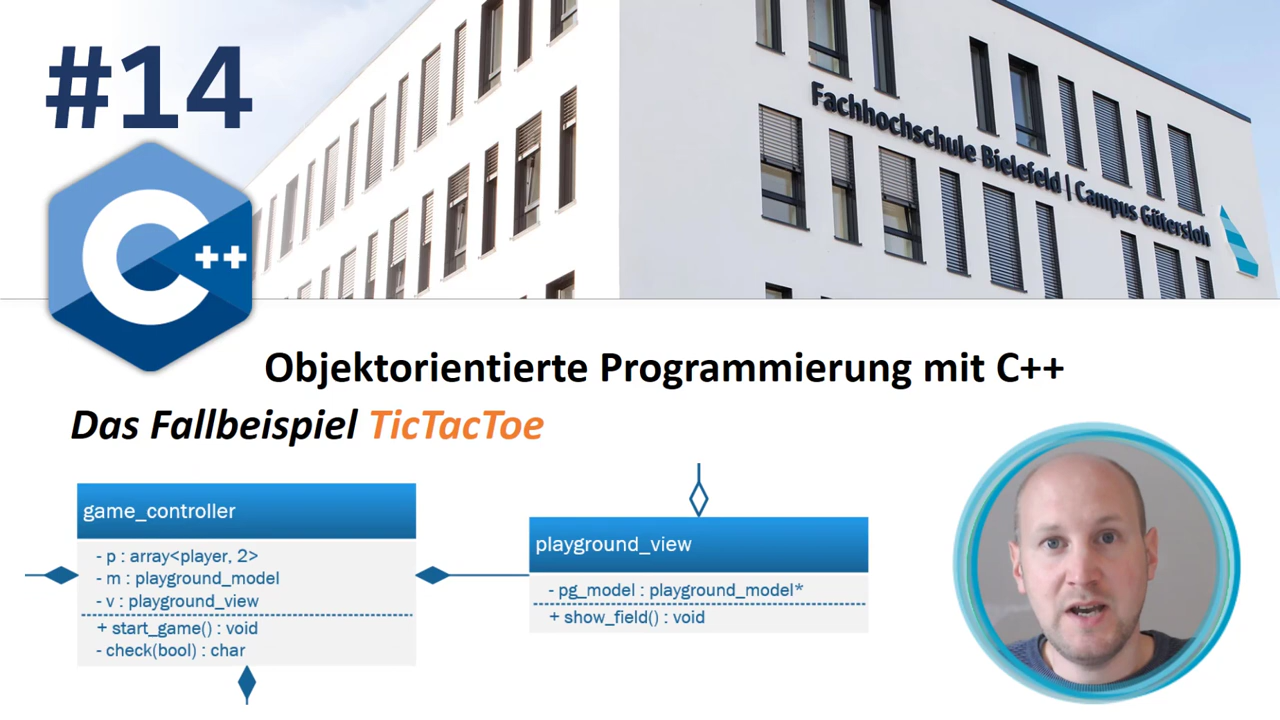 #14
C++
Fachhochschule Bielefeld | Campus Gütersloh
Objektorientierte Programmierung mit C++
Das Fallbeispiel TicTacToe
game_controller
- p : array<player, 2>
- m : playground_model
- v : playground_view
+ start_game() : void
- check(bool) : char
playground_view
- pg_model : playground_model*
+ show_field() : void